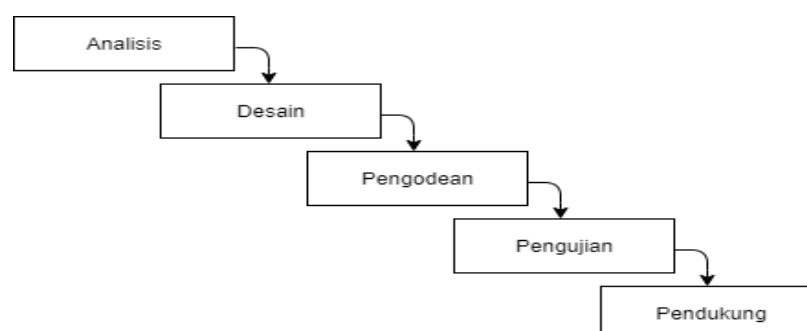 Analisis
Desain
Pengodean
Pengujian
Pendukung